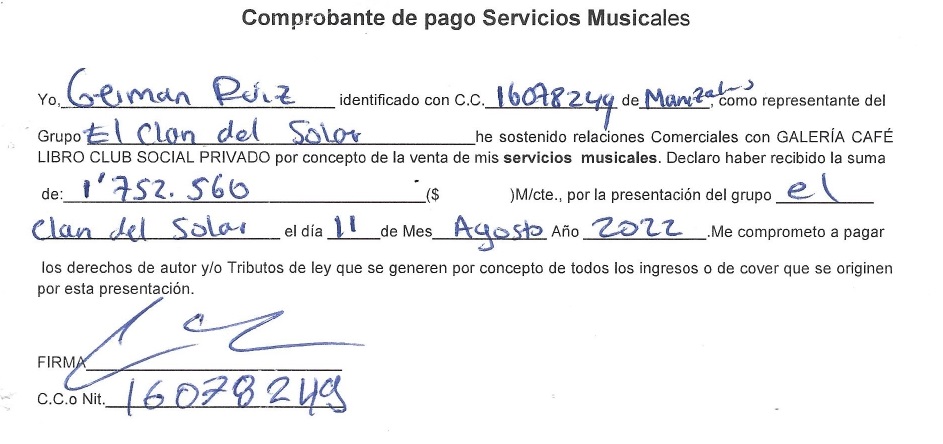 Comprobante de pago Servicios Musicales
Yo, German Ruiz identificado con C.C. 16078249 de Manizales, como representante del
Grupo El Clan del Solar he sostenido relaciones Comerciales con GALERÍA CAFÉ
LIBRO CLUB SOCIAL PRIVADO por concepto de la venta de mis servicios musicales. Declaro haber recibido la suma
de: 1'752.560 ($ )M/cte., por la presentación del grupo el
Clan del Solar el día 11 de Mes Agosto Año 2022 .Me comprometo a pagar
los derechos de autor y/o Tributos de ley que se generen por concepto de todos los ingresos o de cover que se originen
por esta presentación.
FIRMA
C.C.o Nit. 16078249